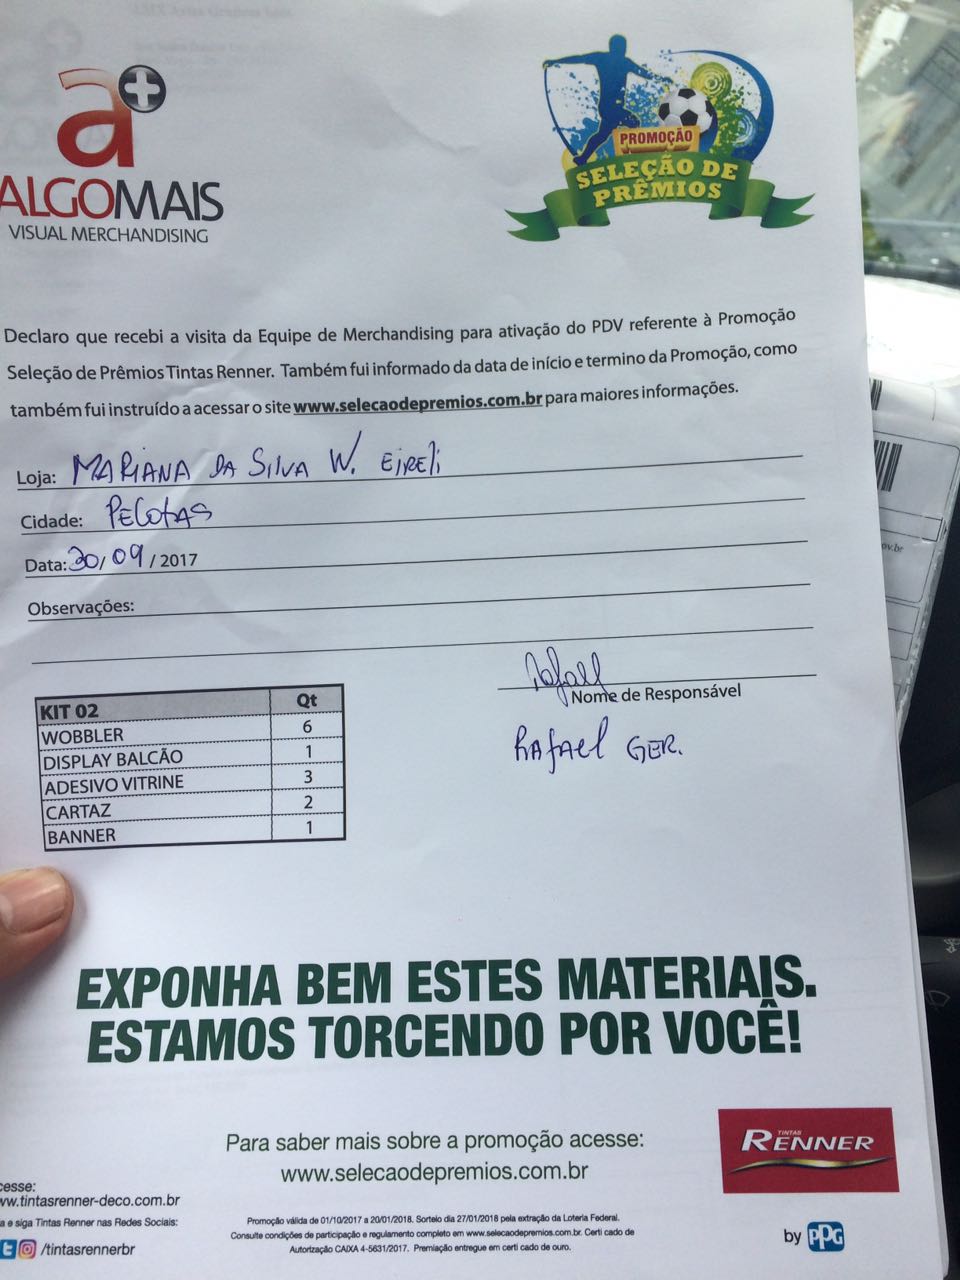 a+
ALGOMAIS
VISUAL MERCHANDISING
PROMOÇÃO
SELEÇÃO DE
PRÊMIOS
Declaro que recebi a visita da Equipe de Merchandising para ativação do PDV referente à Promoção
Seleção de Prêmios Tintas Renner. Também fui informado da data de início e termino da Promoção, como
também fui instruído a acessar o site www.selecaodepremios.com.br para maiores informações.
Loja: MARIANA DA SILVA W. EIRELI
Cidade: PELOTAS
Data: 30/09/2017
Observações:
Rafael
Nome de Responsável
RAFAEL GER.
KIT 02 Qt
WOBBLER 6
DISPLAY BALCÃO 1
ADESIVO VITRINE 3
CARTAZ 2
BANNER 1
EXPONHA BEM ESTES MATERIAIS.
ESTAMOS TORCENDO POR VOCÊ!
Para saber mais sobre a promoção acesse:
www.selecaodepremios.com.br
TINTAS
RENNER
cesse:
ww.tintasrenner-deco.com.br
a e siga Tintas Renner nas Redes Sociais:
/tintasrennerbr
Promoção válida de 01/10/2017 a 20/01/2018. Sorteio dia 27/01/2018 pela extração da Loteria Federal.
Consulte condições de participação e regulamento completo em www.selecaodepremios.com.br. Certi cado de
Autorização CAIXA 4-5631/2017. Premiação entregue em certi cado de ouro.
by PPG
ov.br